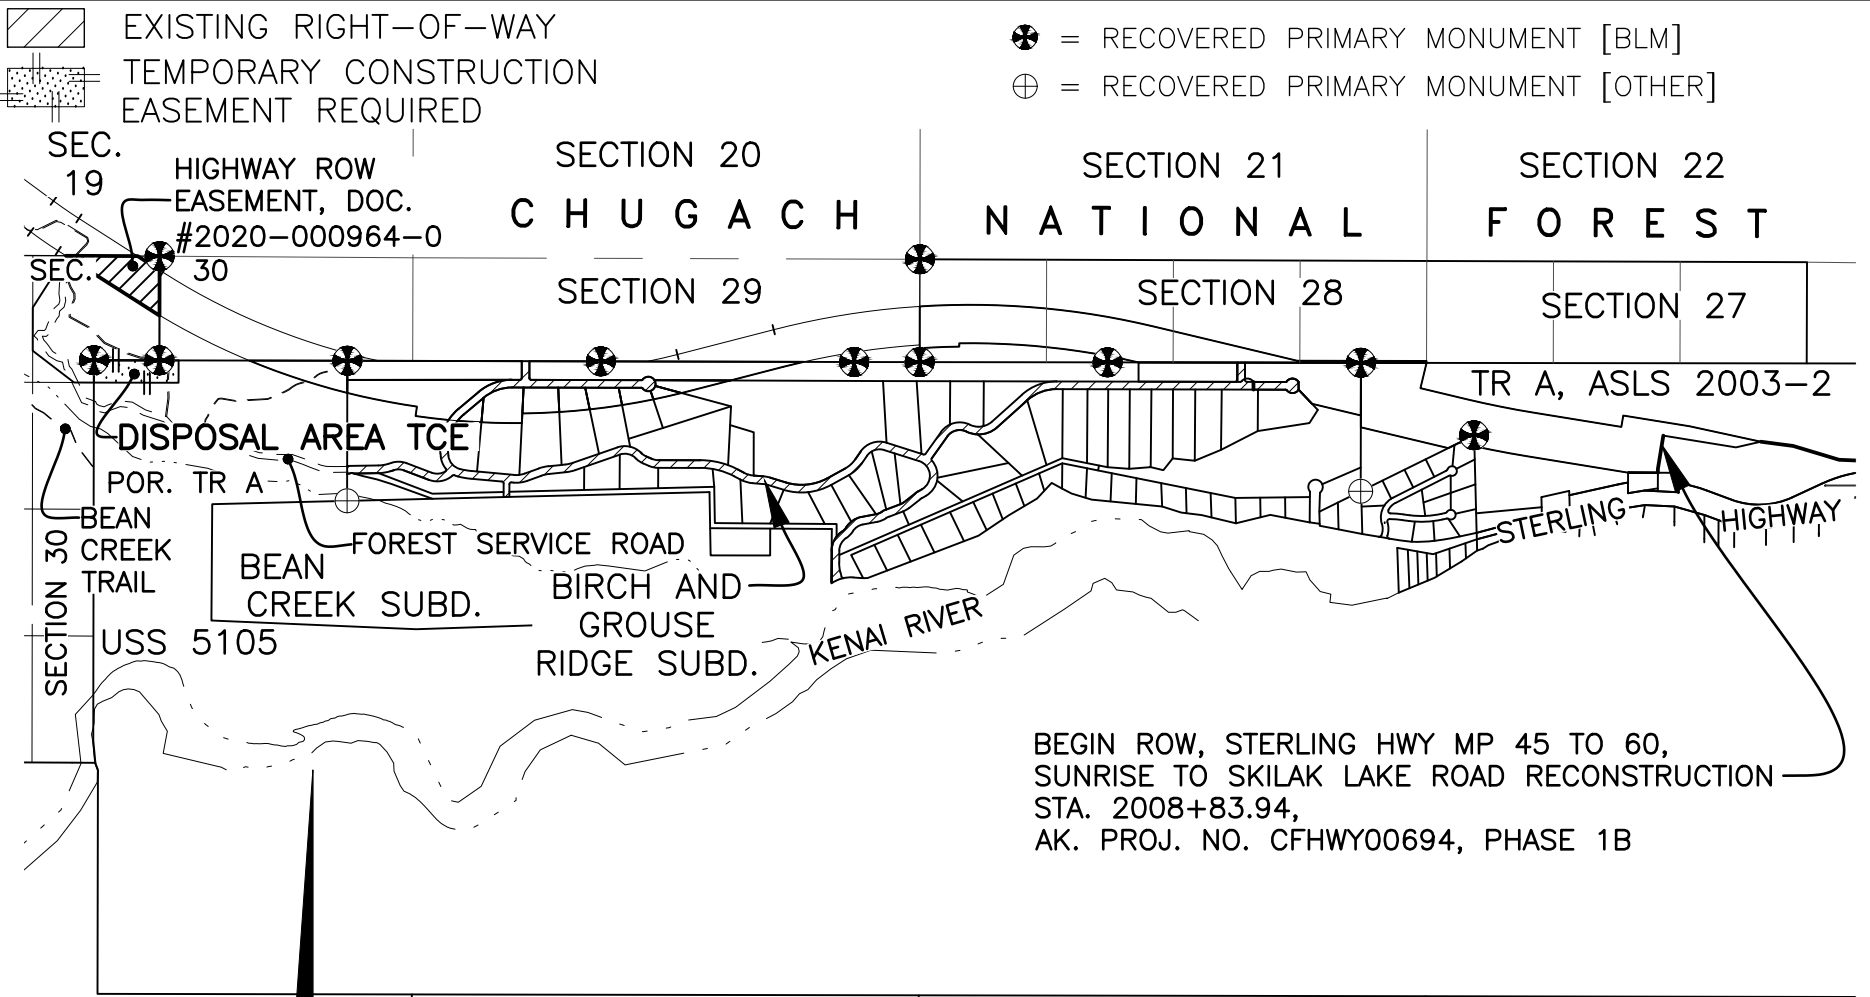 EXISTING RIGHT-OF-WAY
TEMPORARY CONSTRUCTION
EASEMENT REQUIRED
= RECOVERED PRIMARY MONUMENT [BLM]
= RECOVERED PRIMARY MONUMENT [OTHER]
SEC.
19
HIGHWAY ROW
EASEMENT, DOC.
#2020-000964-0
SEC. 30
SECTION 20
SECTION 21
SECTION 22
CHUGACH NATIONAL FOREST
SECTION 29
SECTION 28
SECTION 27
TR A, ASLS 2003-2
DISPOSAL AREA TCE
POR. TR A
BEAN
CREEK
TRAIL
SECTION 30
FOREST SERVICE ROAD
BEAN
CREEK SUBD.
BIRCH AND
GROUSE
RIDGE SUBD.
USS 5105
KENAI RIVER
STERLING HIGHWAY
BEGIN ROW, STERLING HWY MP 45 TO 60,
SUNRISE TO SKILAK LAKE ROAD RECONSTRUCTION
STA. 2008+83.94,
AK. PROJ. NO. CFHWY00694, PHASE 1B